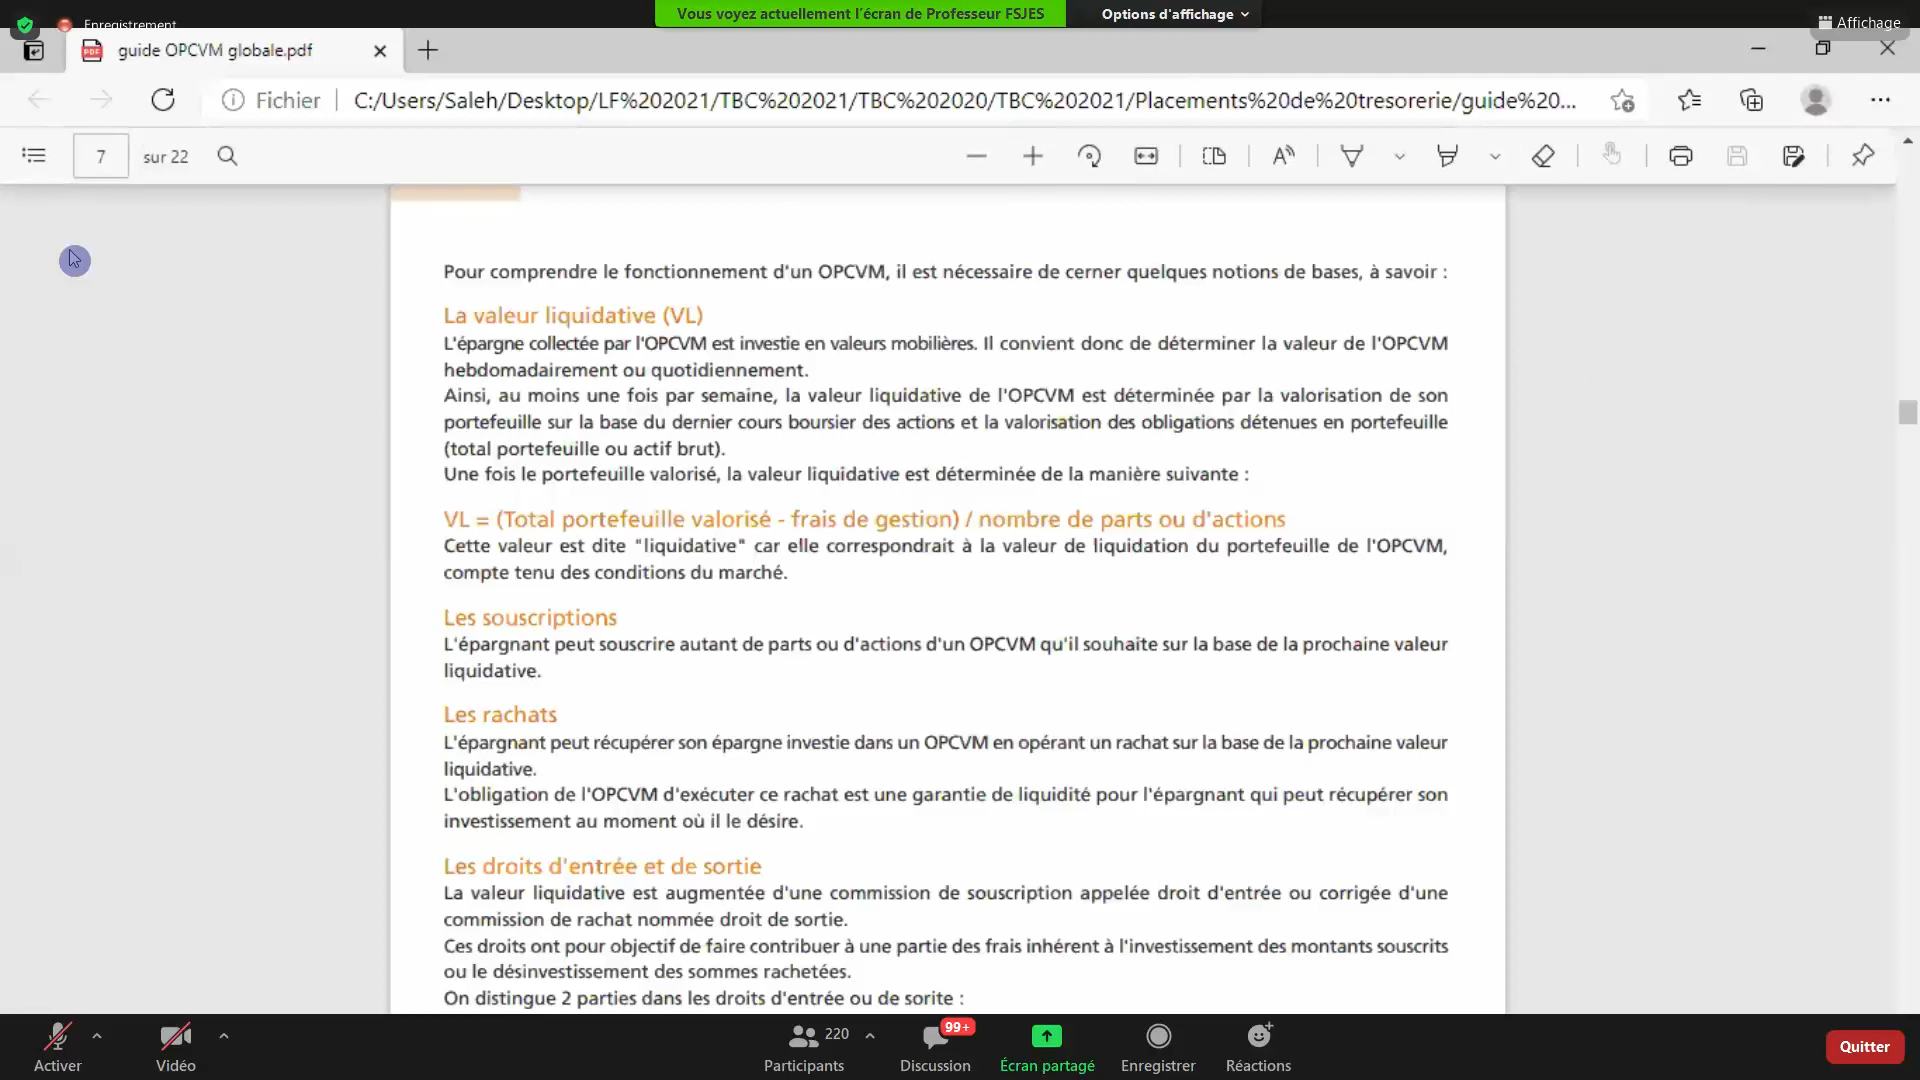 Enregistrement
Vous voyez actuellement l'écran de Professeur FSJES
Options d'affichage
Affichage
guide OPCVM globale.pdf
Fichier
C:/Users/Saleh/Desktop/LF%202021/TBC%202021/TBC%202020/TBC%202021/Placements%20de%20tresorerie/guide%20...
7 sur 22
Pour comprendre le fonctionnement d'un OPCVM, il est nécessaire de cerner quelques notions de bases, à savoir :
La valeur liquidative (VL)
L'épargne collectée par l'OPCVM est investie en valeurs mobilières. Il convient donc de déterminer la valeur de l'OPCVM
hebdomadairement ou quotidiennement.
Ainsi, au moins une fois par semaine, la valeur liquidative de l'OPCVM est déterminée par la valorisation de son
portefeuille sur la base du dernier cours boursier des actions et la valorisation des obligations détenues en portefeuille
(total portefeuille ou actif brut).
Une fois le portefeuille valorisé, la valeur liquidative est déterminée de la manière suivante :
VL = (Total portefeuille valorisé - frais de gestion) / nombre de parts ou d'actions
Cette valeur est dite "liquidative" car elle correspondrait à la valeur de liquidation du portefeuille de l'OPCVM,
compte tenu des conditions du marché.
Les souscriptions
L'épargnant peut souscrire autant de parts ou d'actions d'un OPCVM qu'il souhaite sur la base de la prochaine valeur
liquidative.
Les rachats
L'épargnant peut récupérer son épargne investie dans un OPCVM en opérant un rachat sur la base de la prochaine valeur
liquidative.
L'obligation de l'OPCVM d'exécuter ce rachat est une garantie de liquidité pour l'épargnant qui peut récupérer son
investissement au moment où il le désire.
Les droits d'entrée et de sortie
La valeur liquidative est augmentée d'une commission de souscription appelée droit d'entrée ou corrigée d'une
commission de rachat nommée droit de sortie.
Ces droits ont pour objectif de faire contribuer à une partie des frais inhérent à l'investissement des montants souscrits
ou le désinvestissement des sommes rachetées.
On distingue 2 parties dans les droits d'entrée ou de sorite :
Activer
Vidéo
220
Participants
99+
Discussion
Écran partagé
Enregistrer
Réactions
Quitter